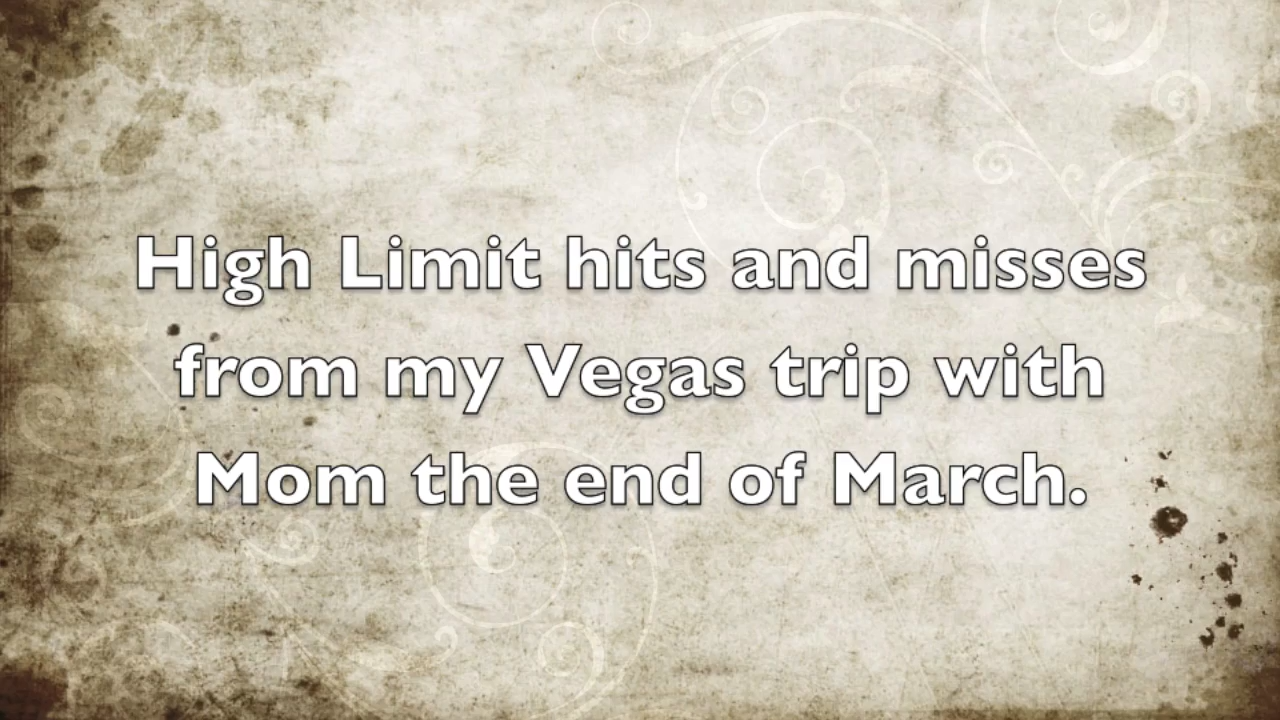 High Limit hits and misses
from my Vegas trip with
Mom the end of March.